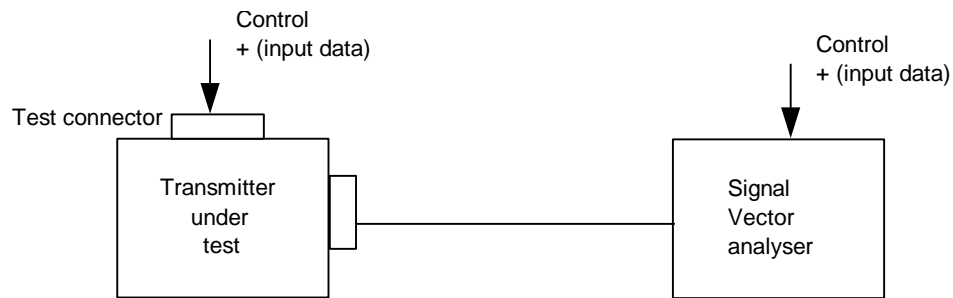 Control
+ (input data)
Control
+ (input data)
Test connector
Transmitter
under
test
Signal
Vector
analyser